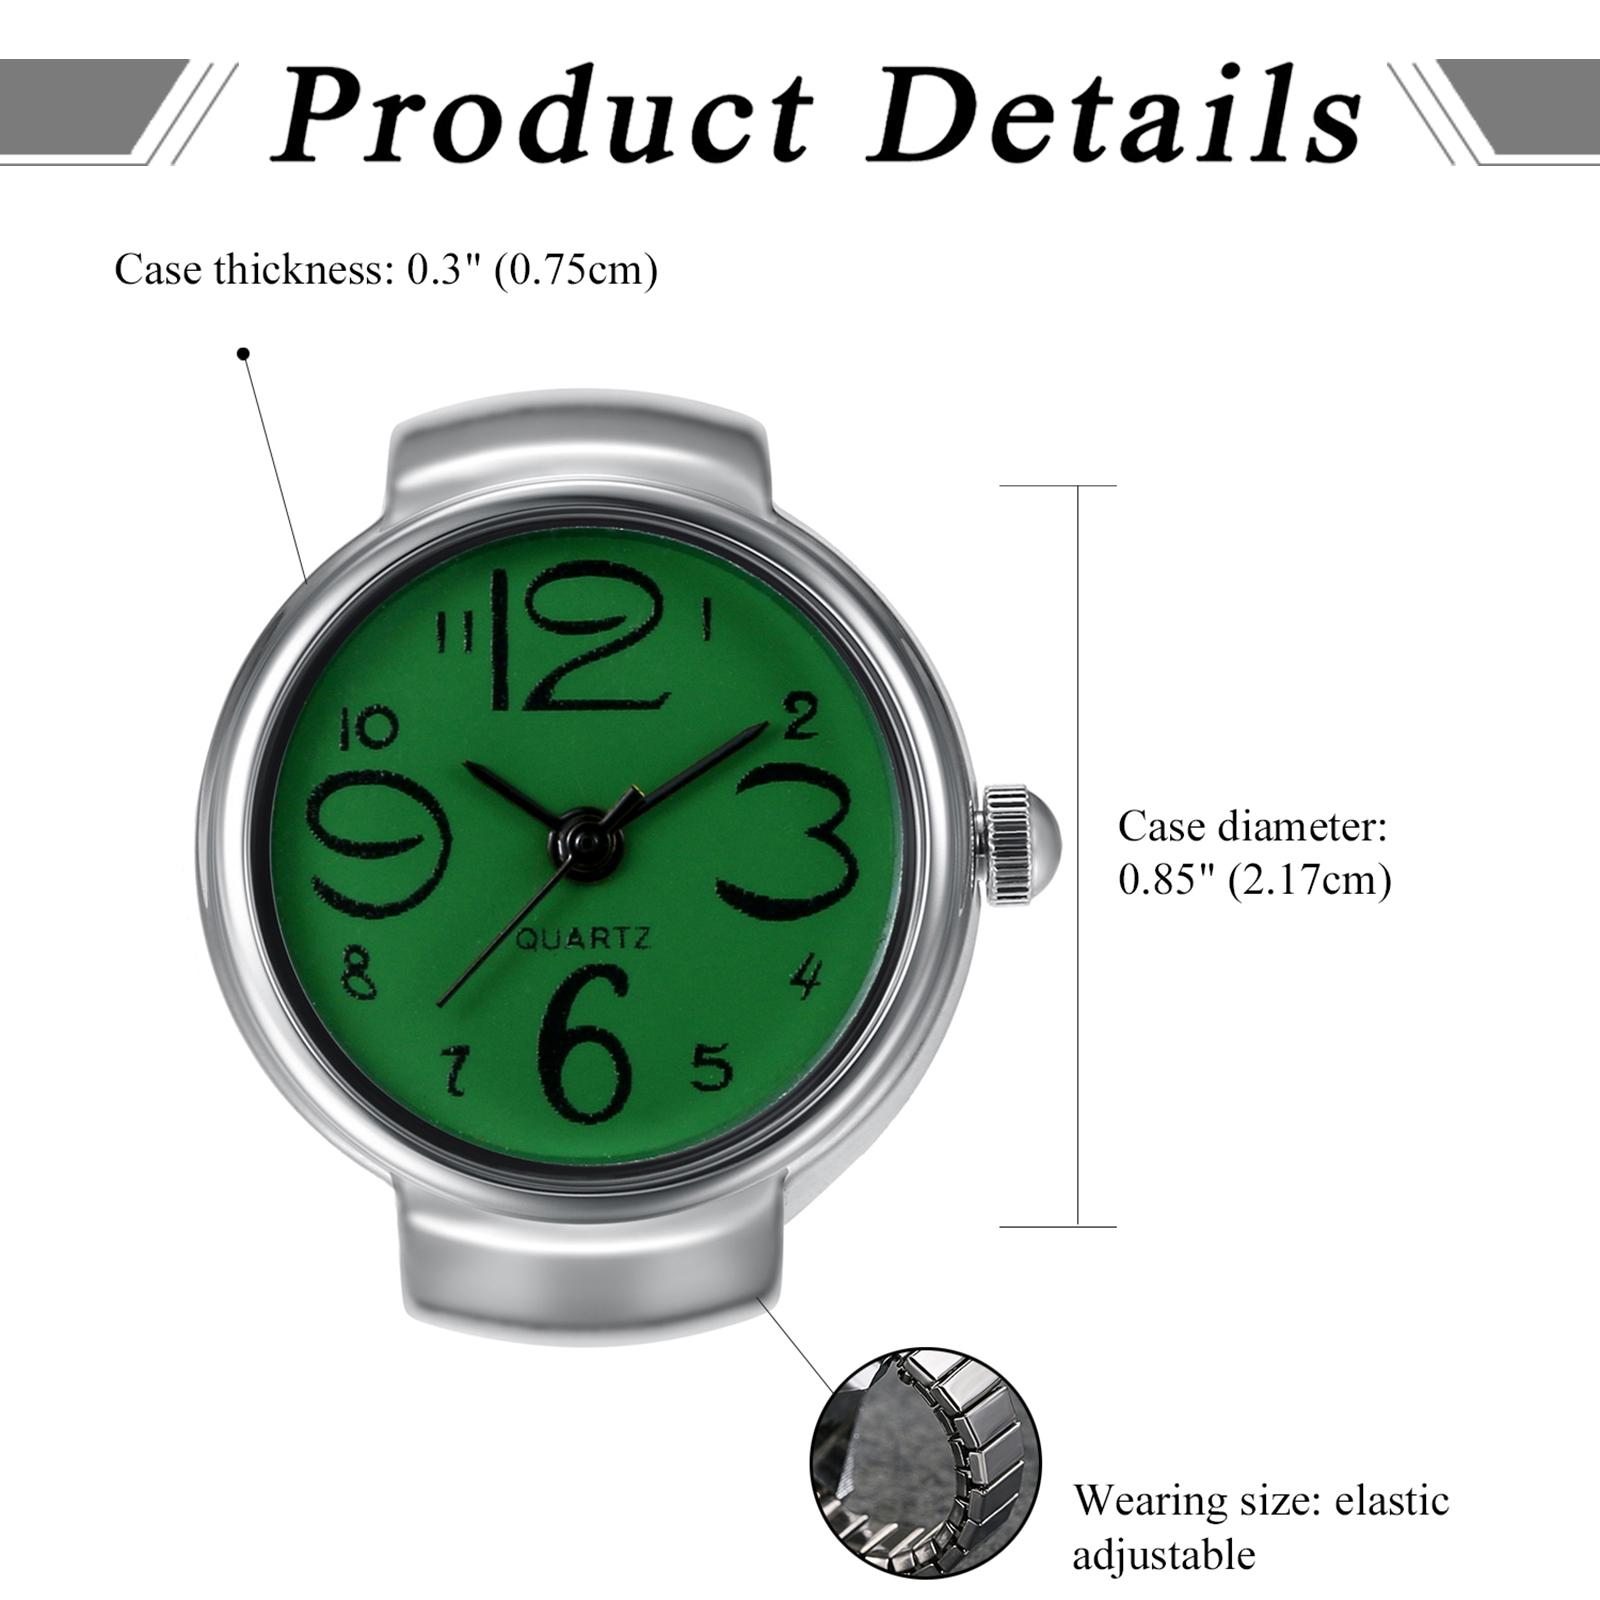 Product Details
Case thickness: 0.3" (0.75cm)
12
11
1
10
2
9
3
Case diameter:
0.85" (2.17cm)
QUARTZ
8
4
7
6
5
Wearing size: elastic
adjustable